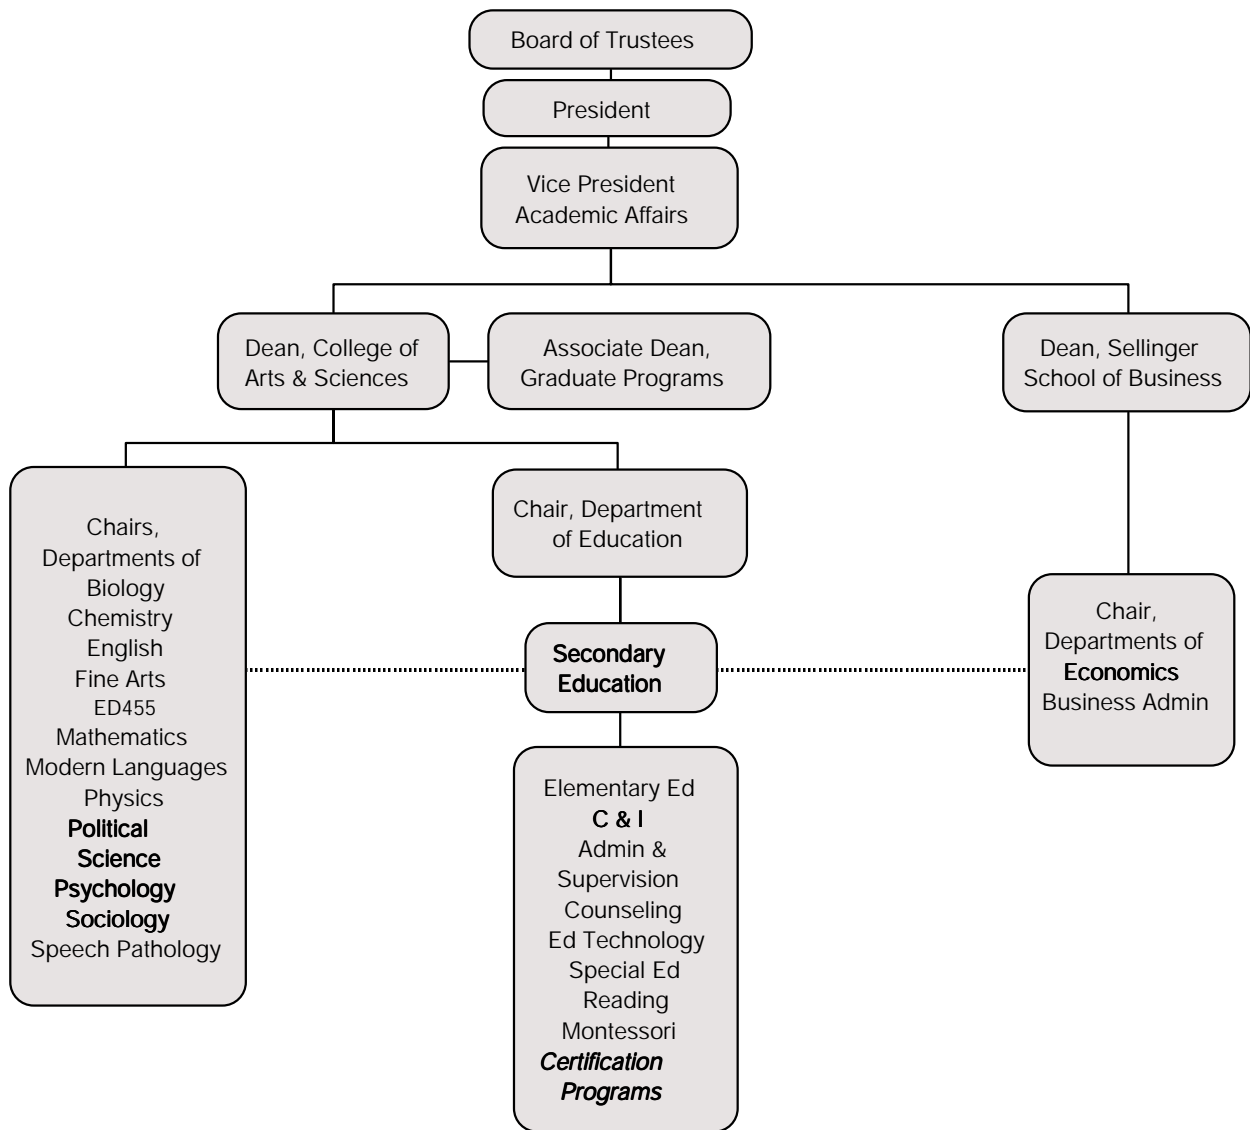 Board of Trustees
President
Vice President
Academic Affairs
Dean, College of
Arts & Sciences
Associate Dean,
Graduate Programs
Dean, Sellinger
School of Business
Chairs,
Departments of
Biology
Chemistry
English
Fine Arts
ED455
Mathematics
Modern Languages
Physics
Political
Science
Psychology
Sociology
Speech Pathology
Chair, Department
of Education
Secondary
Education
Elementary Ed
C & I
Admin &
Supervision
Counseling
Ed Technology
Special Ed
Reading
Montessori
Certification
Programs
Chair,
Departments of
Economics
Business Admin